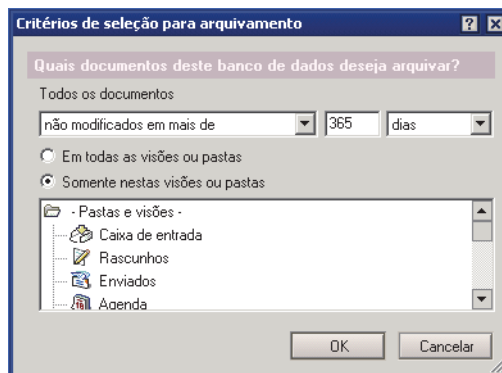 Critérios de seleção para arquivamento
Quais documentos deste banco de dados deseja arquivar?
Todos os documentos
não modificados em mais de 365 dias
Em todas as visões ou pastas
Somente nestas visões ou pastas
- Pastas e visões -
Caixa de entrada
Rascunhos
Enviados
Agenda
OK Cancelar